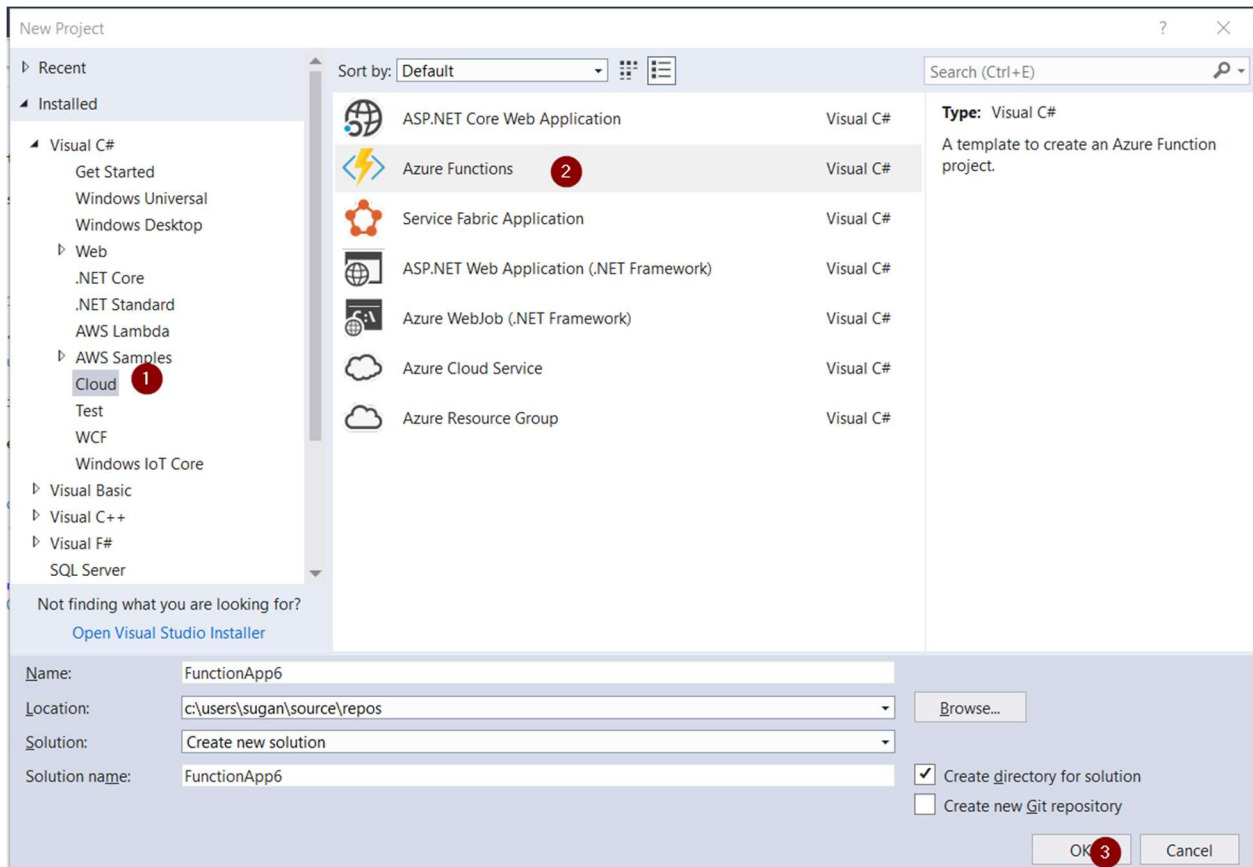 New Project
?
Recent
Installed
Visual C#
Get Started
Windows Universal
Windows Desktop
Web
.NET Core
.NET Standard
AWS Lambda
AWS Samples
Cloud 1
Test
WCF
Windows IoT Core
Visual Basic
Visual C++
Visual F#
SQL Server
Not finding what you are looking for?
Open Visual Studio Installer
Sort by: Default
ASP.NET Core Web Application Visual C#
Azure Functions 2 Visual C#
Service Fabric Application Visual C#
ASP.NET Web Application (.NET Framework) Visual C#
Azure WebJob (.NET Framework) Visual C#
Azure Cloud Service Visual C#
Azure Resource Group Visual C#
Search (Ctrl+E)
Type: Visual C#
A template to create an Azure Function
project.
Name: FunctionApp6
Location: c:\users\sugan\source\repos Browse...
Solution: Create new solution
Solution name: FunctionApp6
Create directory for solution
Create new Git repository
OK 3 Cancel